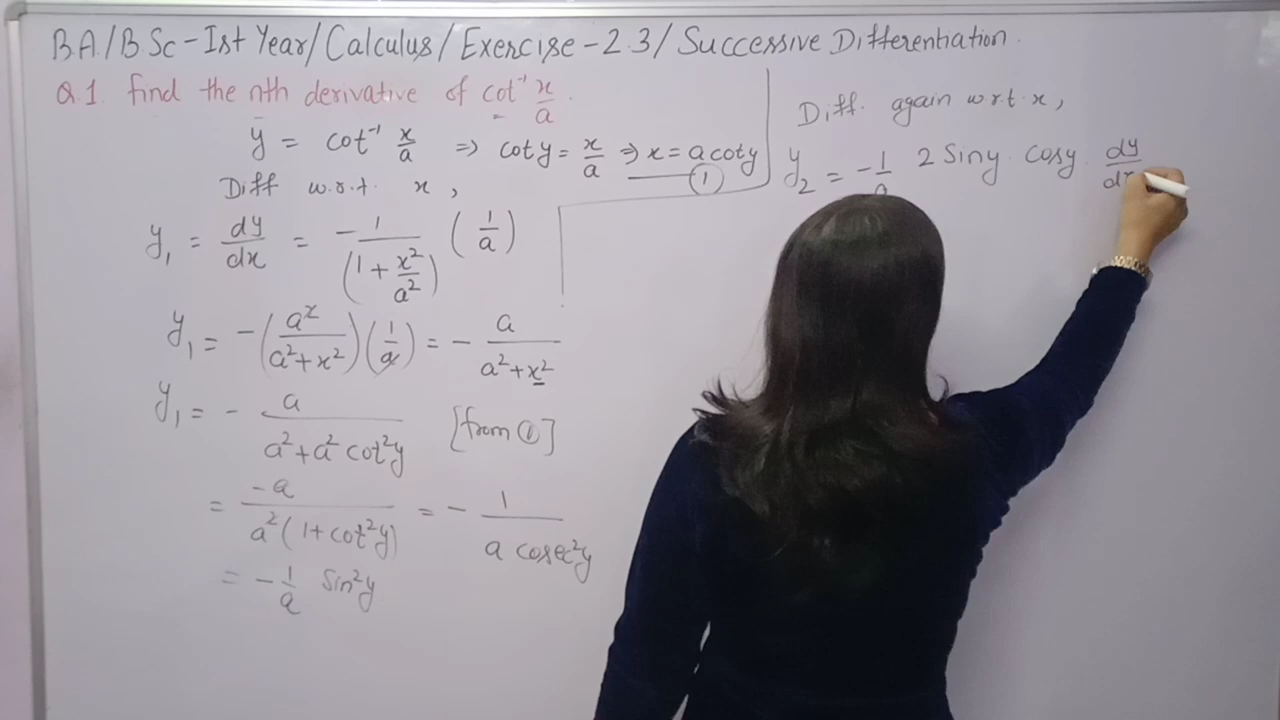 B.A./B.Sc-Ist Year/Calculus/Exercise-2.3/Successive Differentiation.
Q.1. Find the nth derivative of cot⁻¹ x/a.
y = cot⁻¹ x/a ⇒ cot y = x/a ⇒ x = a cot y ——①
Diff w.r.t. x,
y₁ = dy/dx = -1/(1 + x²/a²) (1/a)
y₁ = -(a²/(a²+x²))(1/a) = - a/(a²+x²)
y₁ = - a/(a²+a² cot²y) [from ①]
= -a/(a²(1+cot²y)) = - 1/(a cosec²y)
= - 1/a Sin²y
Diff. again w.r.t. x,
y₂ = - 1/a 2 Sin y. Cos y. dy/dx